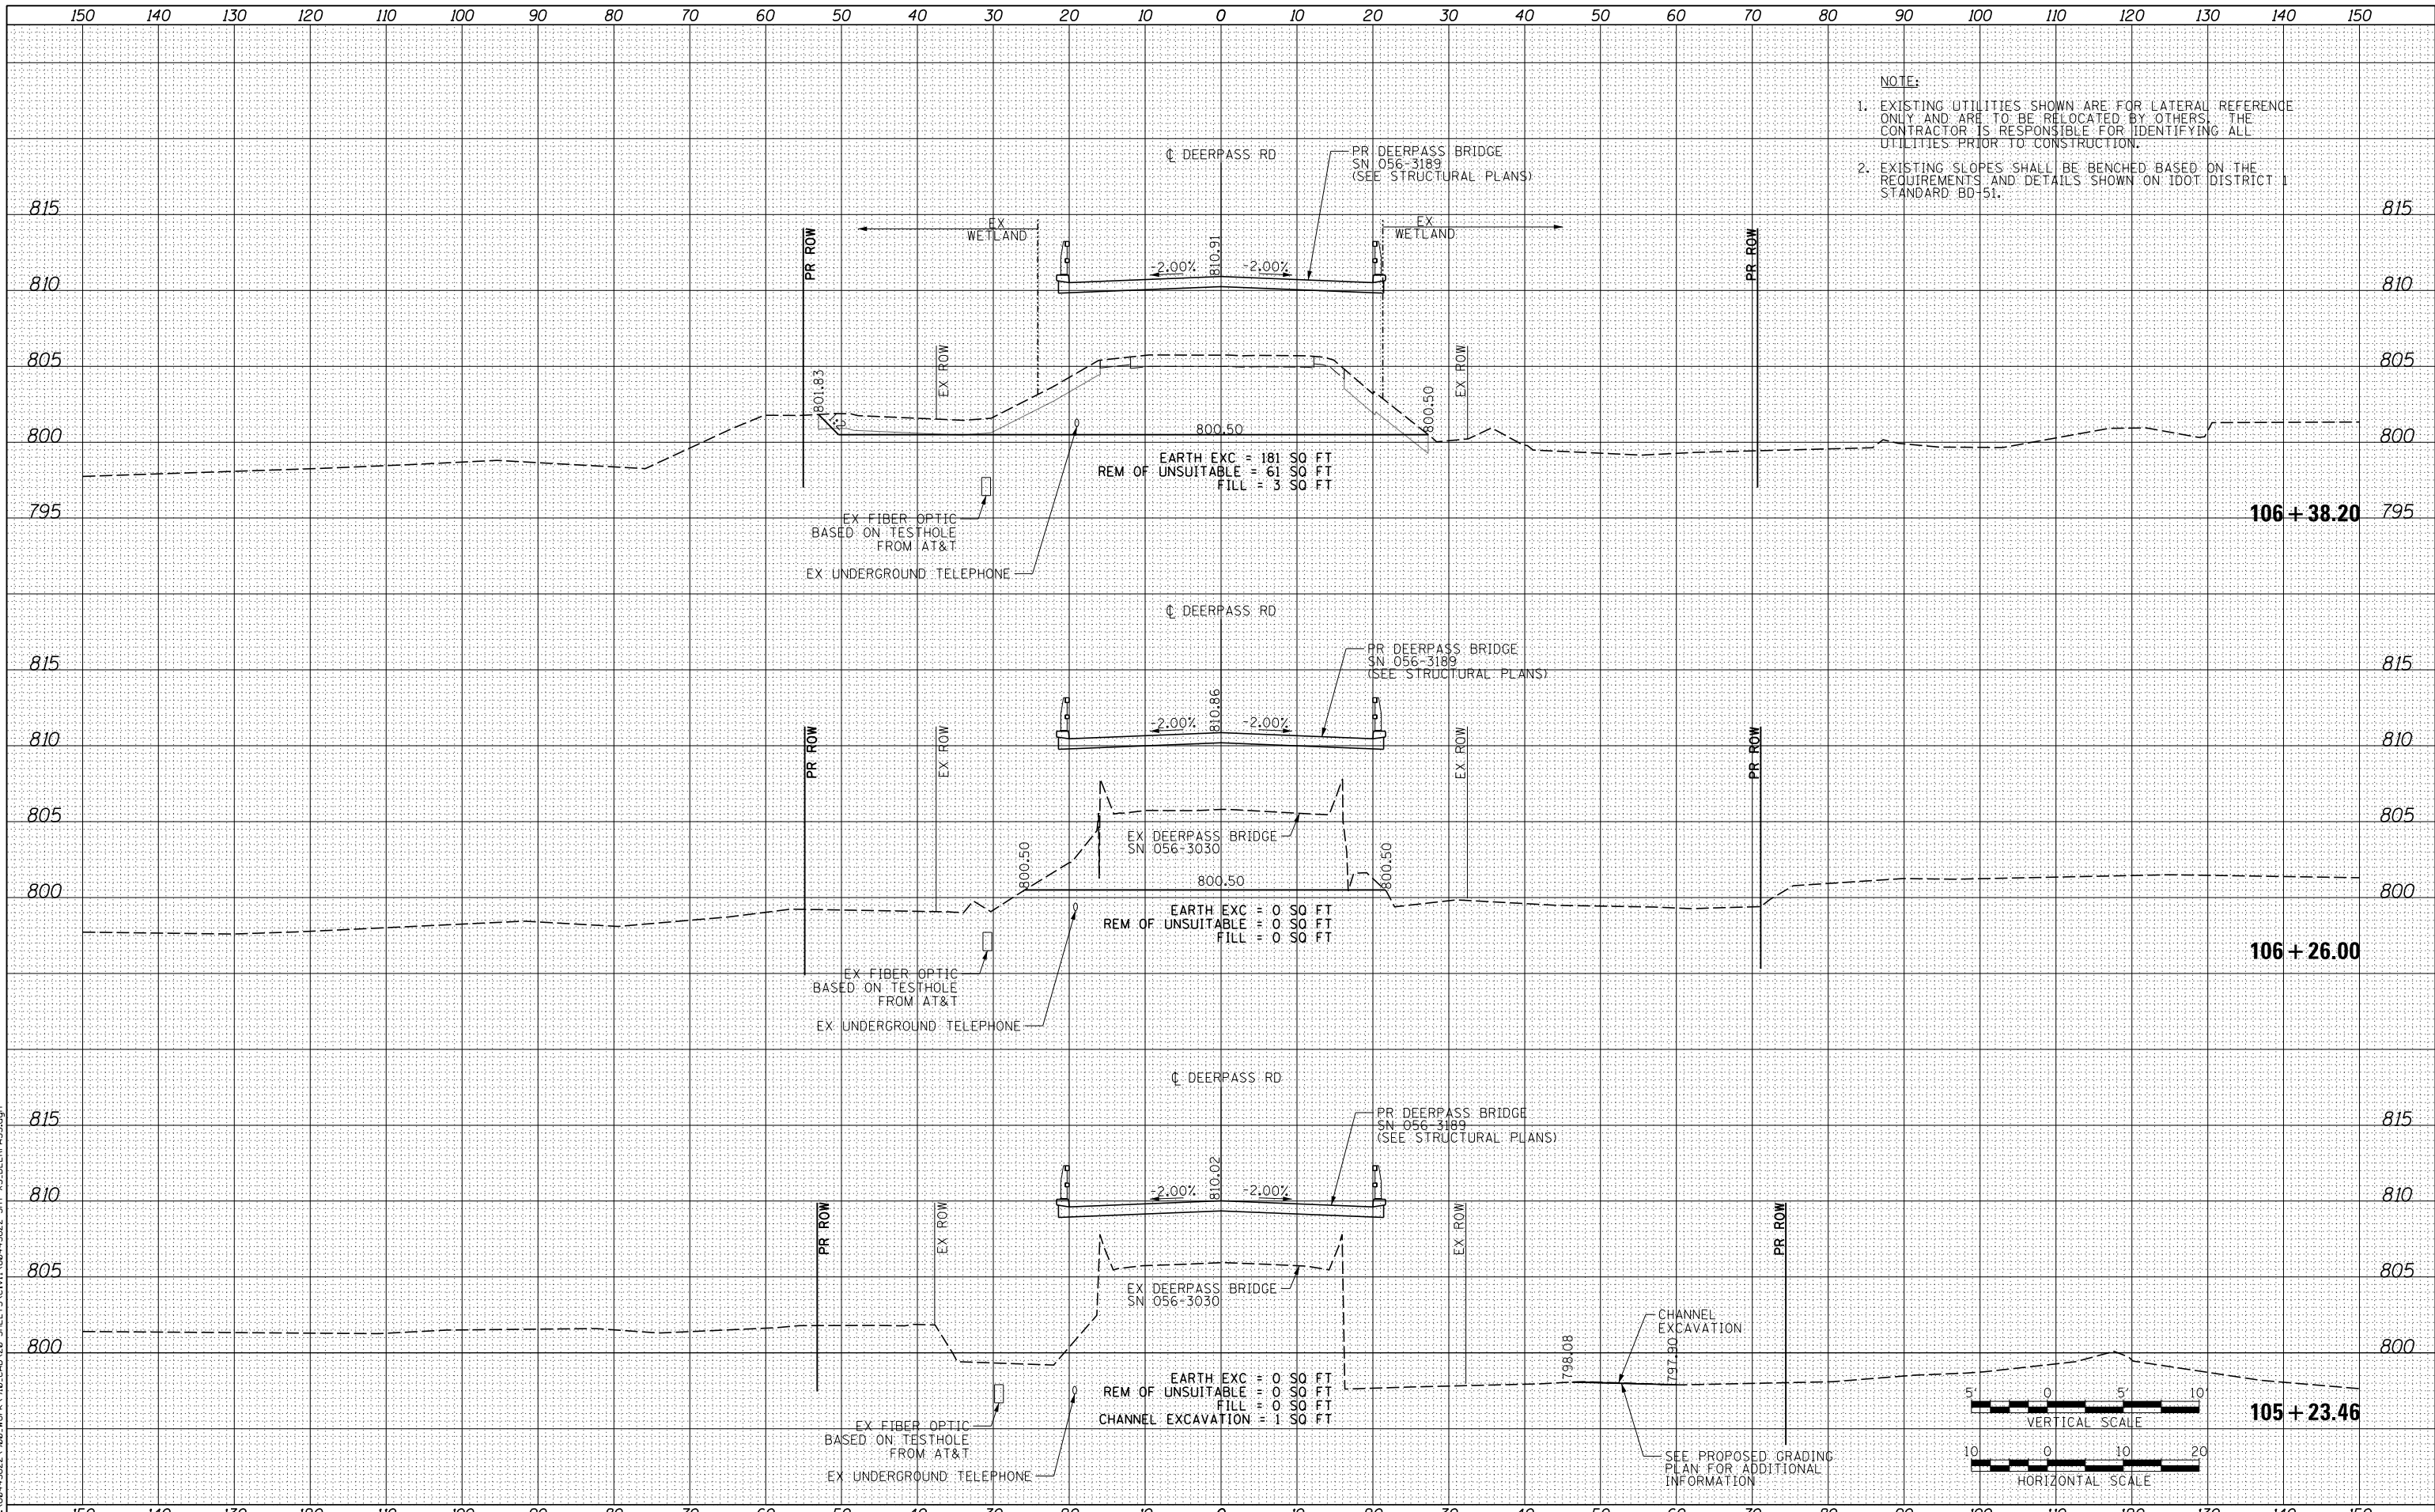 150 140 130 120 110 100 90 80 70 60 50 40 30 20 10 0 10 20 30 40 50 60 70 80 90 100 110 120 130 140 150
NOTE:
1. EXISTING UTILITIES SHOWN ARE FOR LATERAL REFERENCE
ONLY AND ARE TO BE RELOCATED BY OTHERS. THE
CONTRACTOR IS RESPONSIBLE FOR IDENTIFYING ALL
UTILITIES PRIOR TO CONSTRUCTION.
2. EXISTING SLOPES SHALL BE BENCHED BASED ON THE
REQUIREMENTS AND DETAILS SHOWN ON IDOT DISTRICT 1
STANDARD BD-51.
℄ DEERPASS RD
PR DEERPASS BRIDGE
SN 056-3189
(SEE STRUCTURAL PLANS)
815 815
EX
WETLAND
EX
WETLAND
PR ROW
810.91
PR ROW
-2.00% -2.00%
810 810
805 805
EX ROW
EX ROW
801.83
800.50
800 800
800.50
EARTH EXC = 181 SQ FT
REM OF UNSUITABLE = 61 SQ FT
FILL = 3 SQ FT
795 795
106+38.20
EX FIBER OPTIC
BASED ON TESTHOLE
FROM AT&T
EX UNDERGROUND TELEPHONE
℄ DEERPASS RD
PR DEERPASS BRIDGE
SN 056-3189
(SEE STRUCTURAL PLANS)
815 815
810.86
-2.00% -2.00%
810 810
PR ROW
EX ROW
EX ROW
PR ROW
805 805
EX DEERPASS BRIDGE
SN 056-3030
800.50
800.50
800.50
800 800
EARTH EXC = 0 SQ FT
REM OF UNSUITABLE = 0 SQ FT
FILL = 0 SQ FT
106+26.00
EX FIBER OPTIC
BASED ON TESTHOLE
FROM AT&T
EX UNDERGROUND TELEPHONE
℄ DEERPASS RD
PR DEERPASS BRIDGE
SN 056-3189
(SEE STRUCTURAL PLANS)
815 815
810.02
-2.00% -2.00%
810 810
PR ROW
EX ROW
EX ROW
PR ROW
805 805
EX DEERPASS BRIDGE
SN 056-3030
CHANNEL
EXCAVATION
798.08
797.90
800 800
EARTH EXC = 0 SQ FT
REM OF UNSUITABLE = 0 SQ FT
FILL = 0 SQ FT
CHANNEL EXCAVATION = 1 SQ FT
EX FIBER OPTIC
BASED ON TESTHOLE
FROM AT&T
EX UNDERGROUND TELEPHONE
SEE PROPOSED GRADING
PLAN FOR ADDITIONAL
INFORMATION
5' 0 5' 10'
VERTICAL SCALE
105+23.46
10 0 10 20
HORIZONTAL SCALE